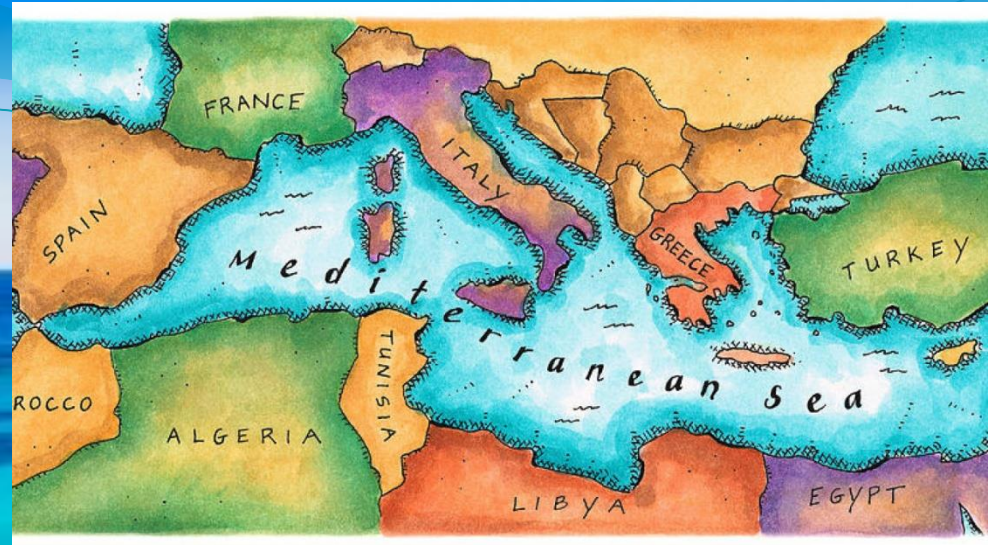 FRANCE
ITALY
SPAIN
GREECE
TURKEY
Mediterranean Sea
ROCCO
TUNISIA
ALGERIA
LIBYA
EGYPT